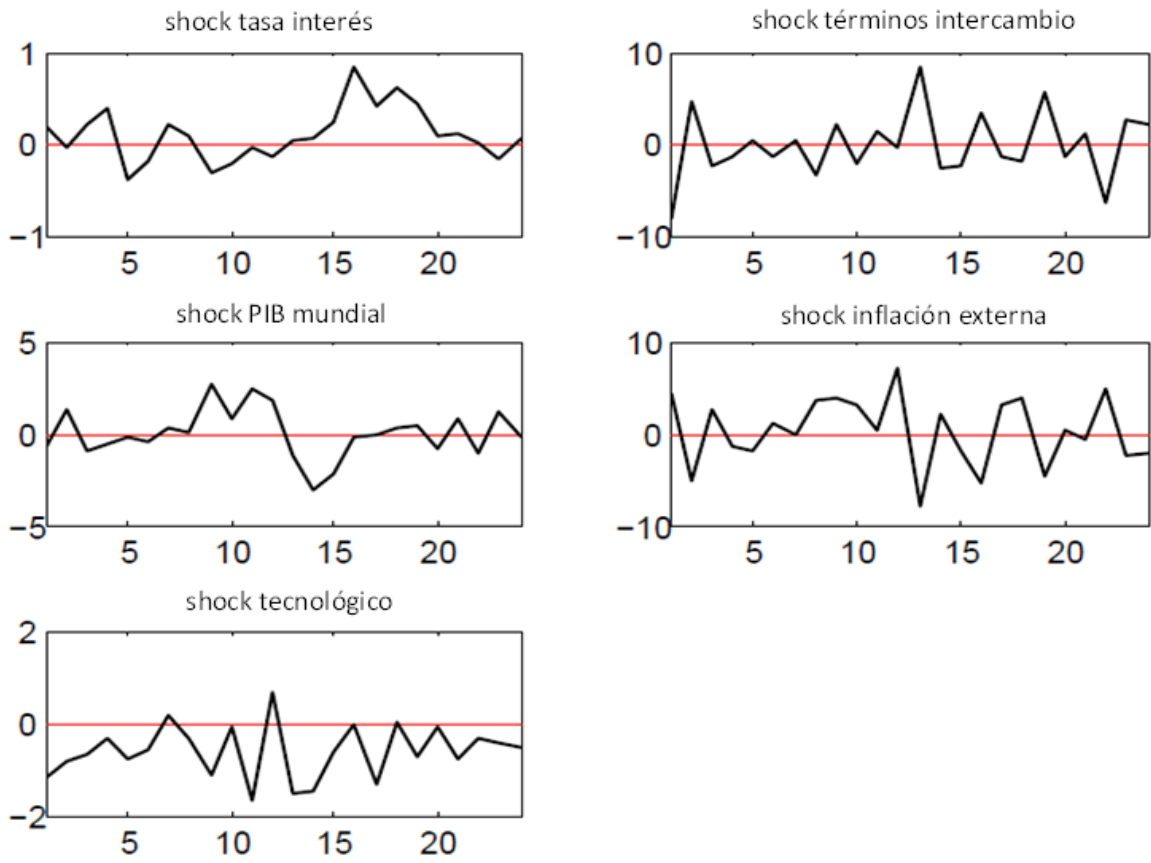 shock tasa interés
1
0
−1
5 10 15 20
shock términos intercambio
10
0
−10
5 10 15 20
shock PIB mundial
5
0
−5
5 10 15 20
shock inflación externa
10
0
−10
5 10 15 20
shock tecnológico
2
0
−2
5 10 15 20